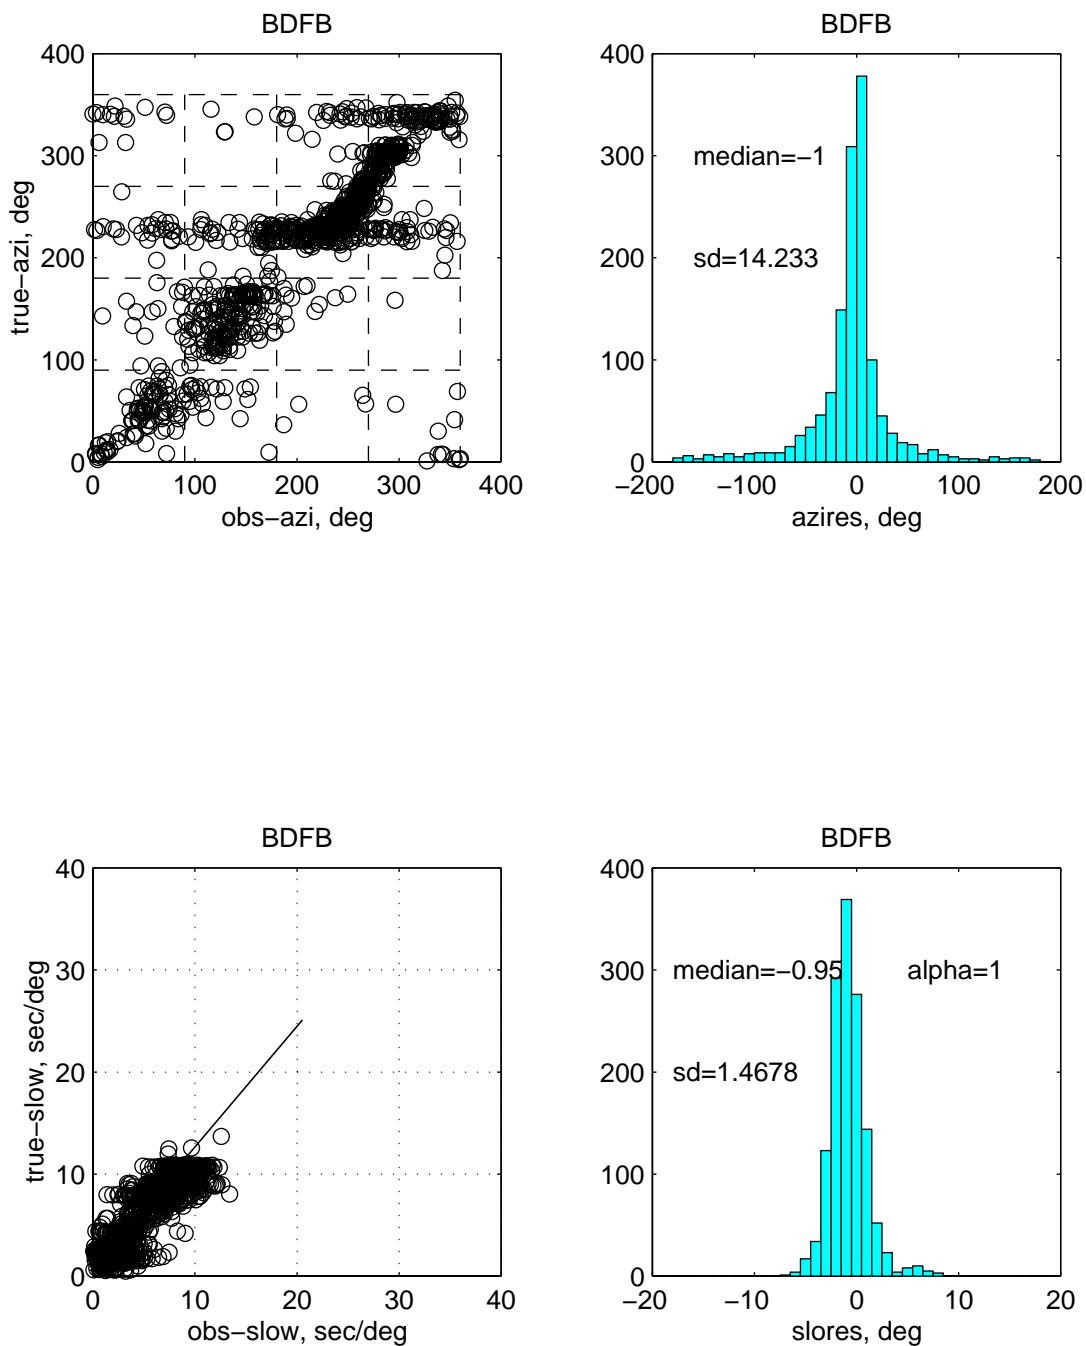 BDFB
400
300
200
100
0
0 100 200 300 400
true−azi, deg
obs−azi, deg
BDFB
400
300
200
100
0
−200 −100 0 100 200
median=−1
sd=14.233
azires, deg
BDFB
40
30
20
10
0
0 10 20 30 40
true−slow, sec/deg
obs−slow, sec/deg
BDFB
400
300
200
100
0
−20 −10 0 10 20
median=−0.95
alpha=1
sd=1.4678
slores, deg